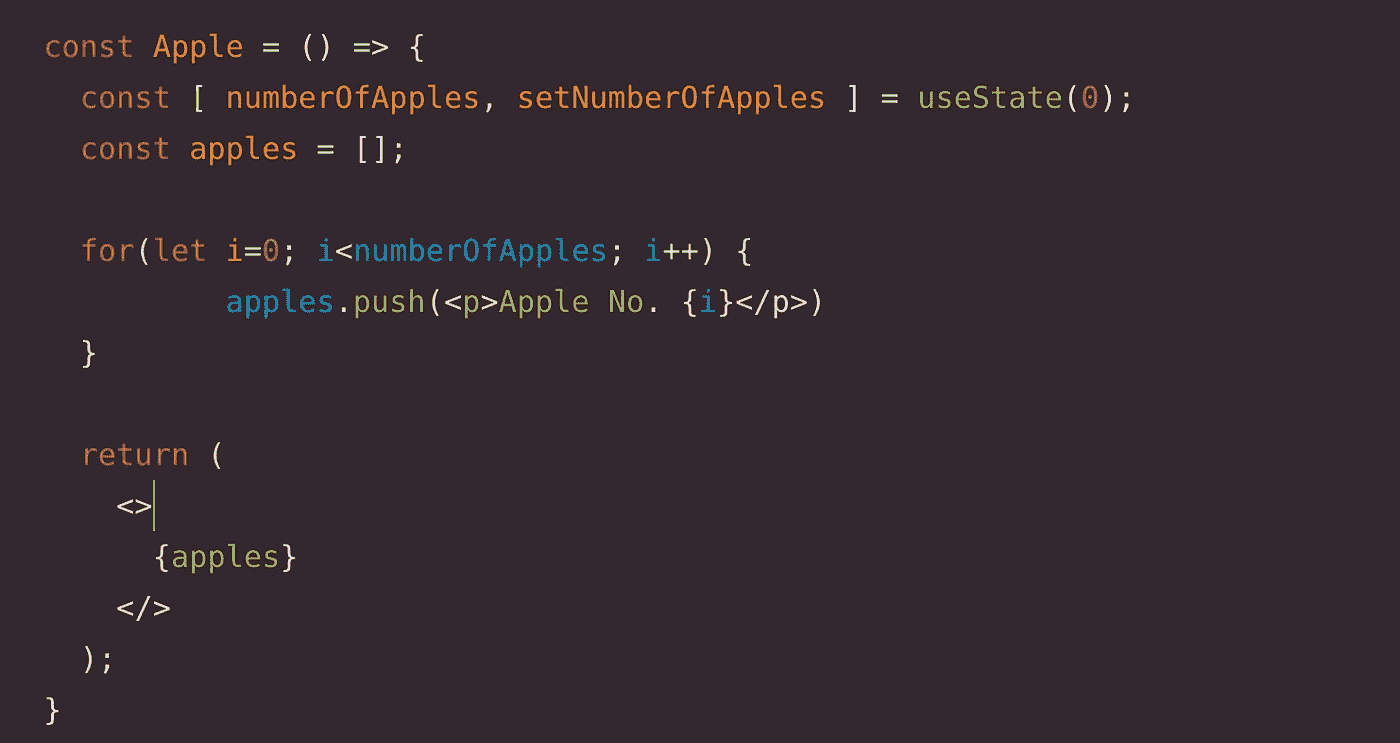 const Apple = () => {
  const [ numberOfApples, setNumberOfApples ] = useState(0);
  const apples = [];

  for(let i=0; i<numberOfApples; i++) {
          apples.push(<p>Apple No. {i}</p>)
  }

  return (
    <>
      {apples}
    </>
  );
}